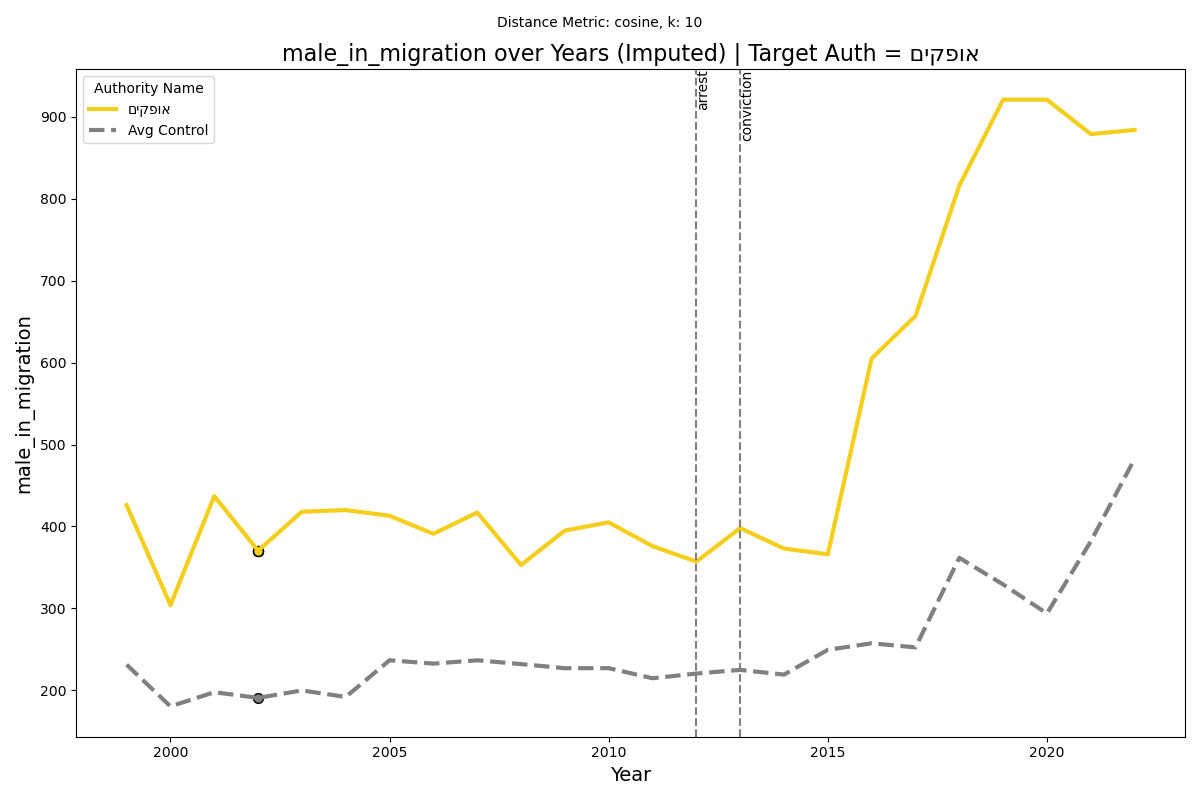 Distance Metric: cosine, k: 10
male_in_migration over Years (Imputed) | Target Auth = אופקים
Authority Name
אופקים
Avg Control
arrest
conviction
900
800
700
600
500
400
300
200
male_in_migration
2000 2005 2010 2015 2020
Year